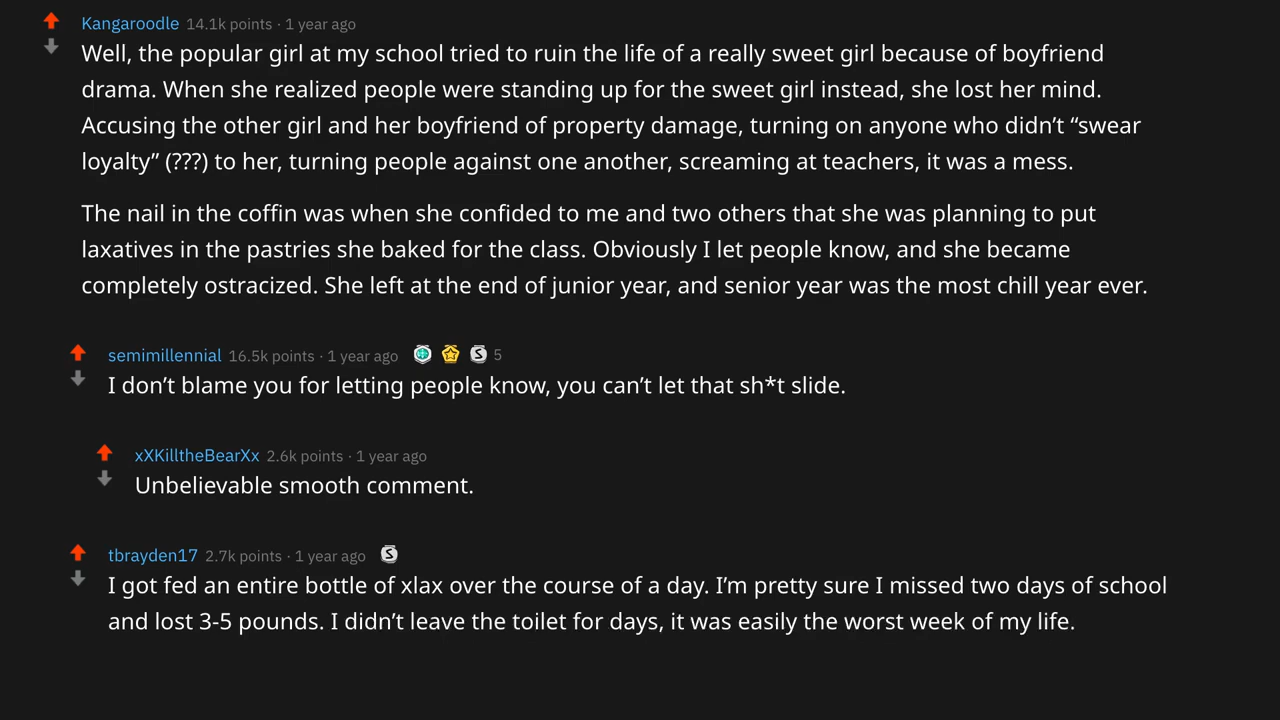 Kangaroodle 14.1k points · 1 year ago
Well, the popular girl at my school tried to ruin the life of a really sweet girl because of boyfriend
drama. When she realized people were standing up for the sweet girl instead, she lost her mind.
Accusing the other girl and her boyfriend of property damage, turning on anyone who didn’t “swear
loyalty” (???) to her, turning people against one another, screaming at teachers, it was a mess.
The nail in the coffin was when she confided to me and two others that she was planning to put
laxatives in the pastries she baked for the class. Obviously I let people know, and she became
completely ostracized. She left at the end of junior year, and senior year was the most chill year ever.
semimillennial 16.5k points · 1 year ago S 5
I don’t blame you for letting people know, you can’t let that sh*t slide.
xXKilltheBearXx 2.6k points · 1 year ago
Unbelievable smooth comment.
tbrayden17 2.7k points · 1 year ago S
I got fed an entire bottle of xlax over the course of a day. I’m pretty sure I missed two days of school
and lost 3-5 pounds. I didn’t leave the toilet for days, it was easily the worst week of my life.